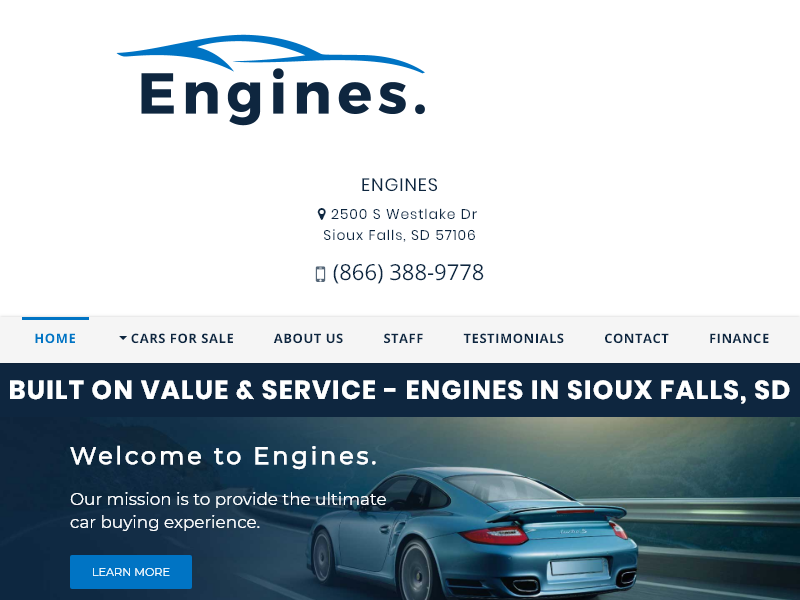 Engines.
ENGINES
2500 S Westlake Dr
Sioux Falls, SD 57106
(866) 388-9778
HOME CARS FOR SALE ABOUT US STAFF TESTIMONIALS CONTACT FINANCE
BUILT ON VALUE & SERVICE - ENGINES IN SIOUX FALLS, SD
Welcome to Engines.
Our mission is to provide the ultimate
car buying experience.
LEARN MORE